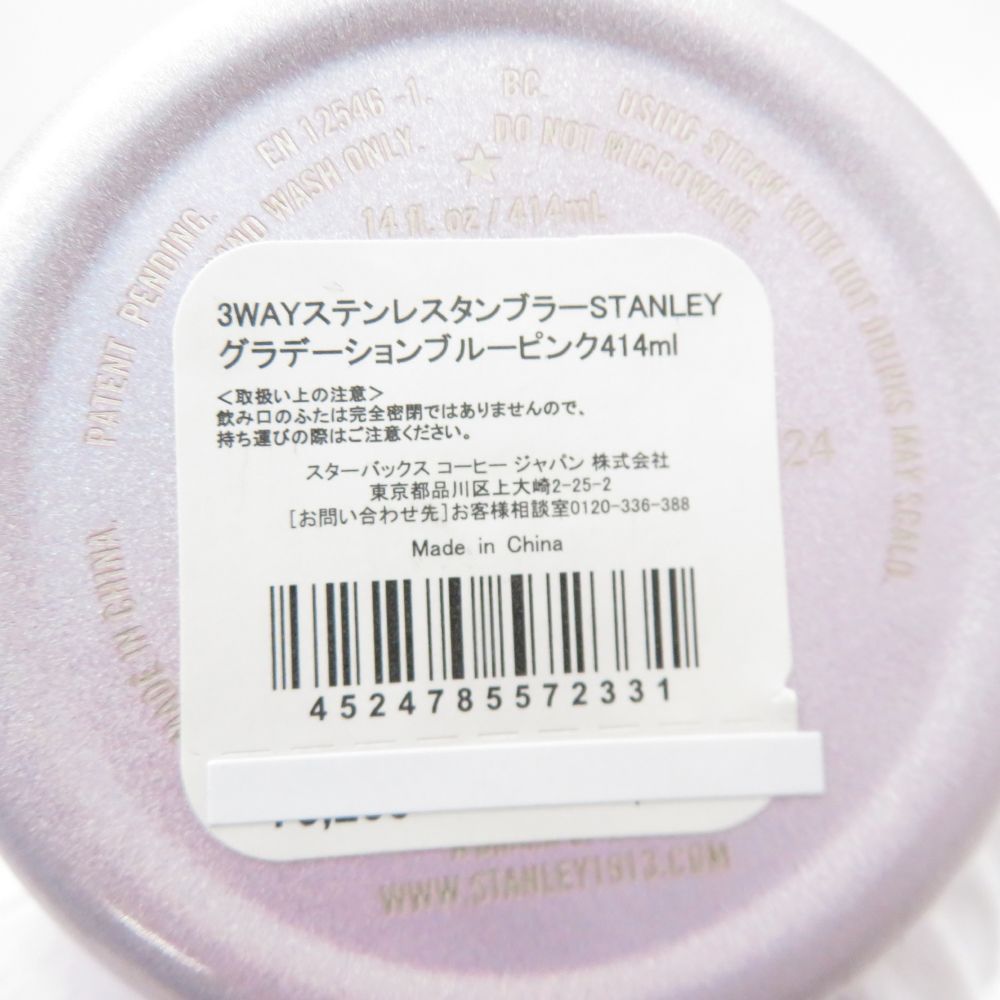 EN 12546 -1. BC. USING STRAW WITH HOT DRINKS MAY SCALD.
PATENT PENDING. HAND WASH ONLY. DO NOT MICROWAVE.
14 fl. oz / 414mL
3WAYステンレスタンブラーSTANLEY
グラデーションブルーピンク414ml
＜取扱い上の注意＞
飲み口のふたは完全密閉ではありませんので、
持ち運びの際はご注意ください。
スターバックス コーヒー ジャパン 株式会社
東京都品川区上大崎2-25-2
[お問い合わせ先]お客様相談室0120-336-388
Made in China
4524785572331
24
MADE IN CHINA.
WWW.STANLEY1913.COM